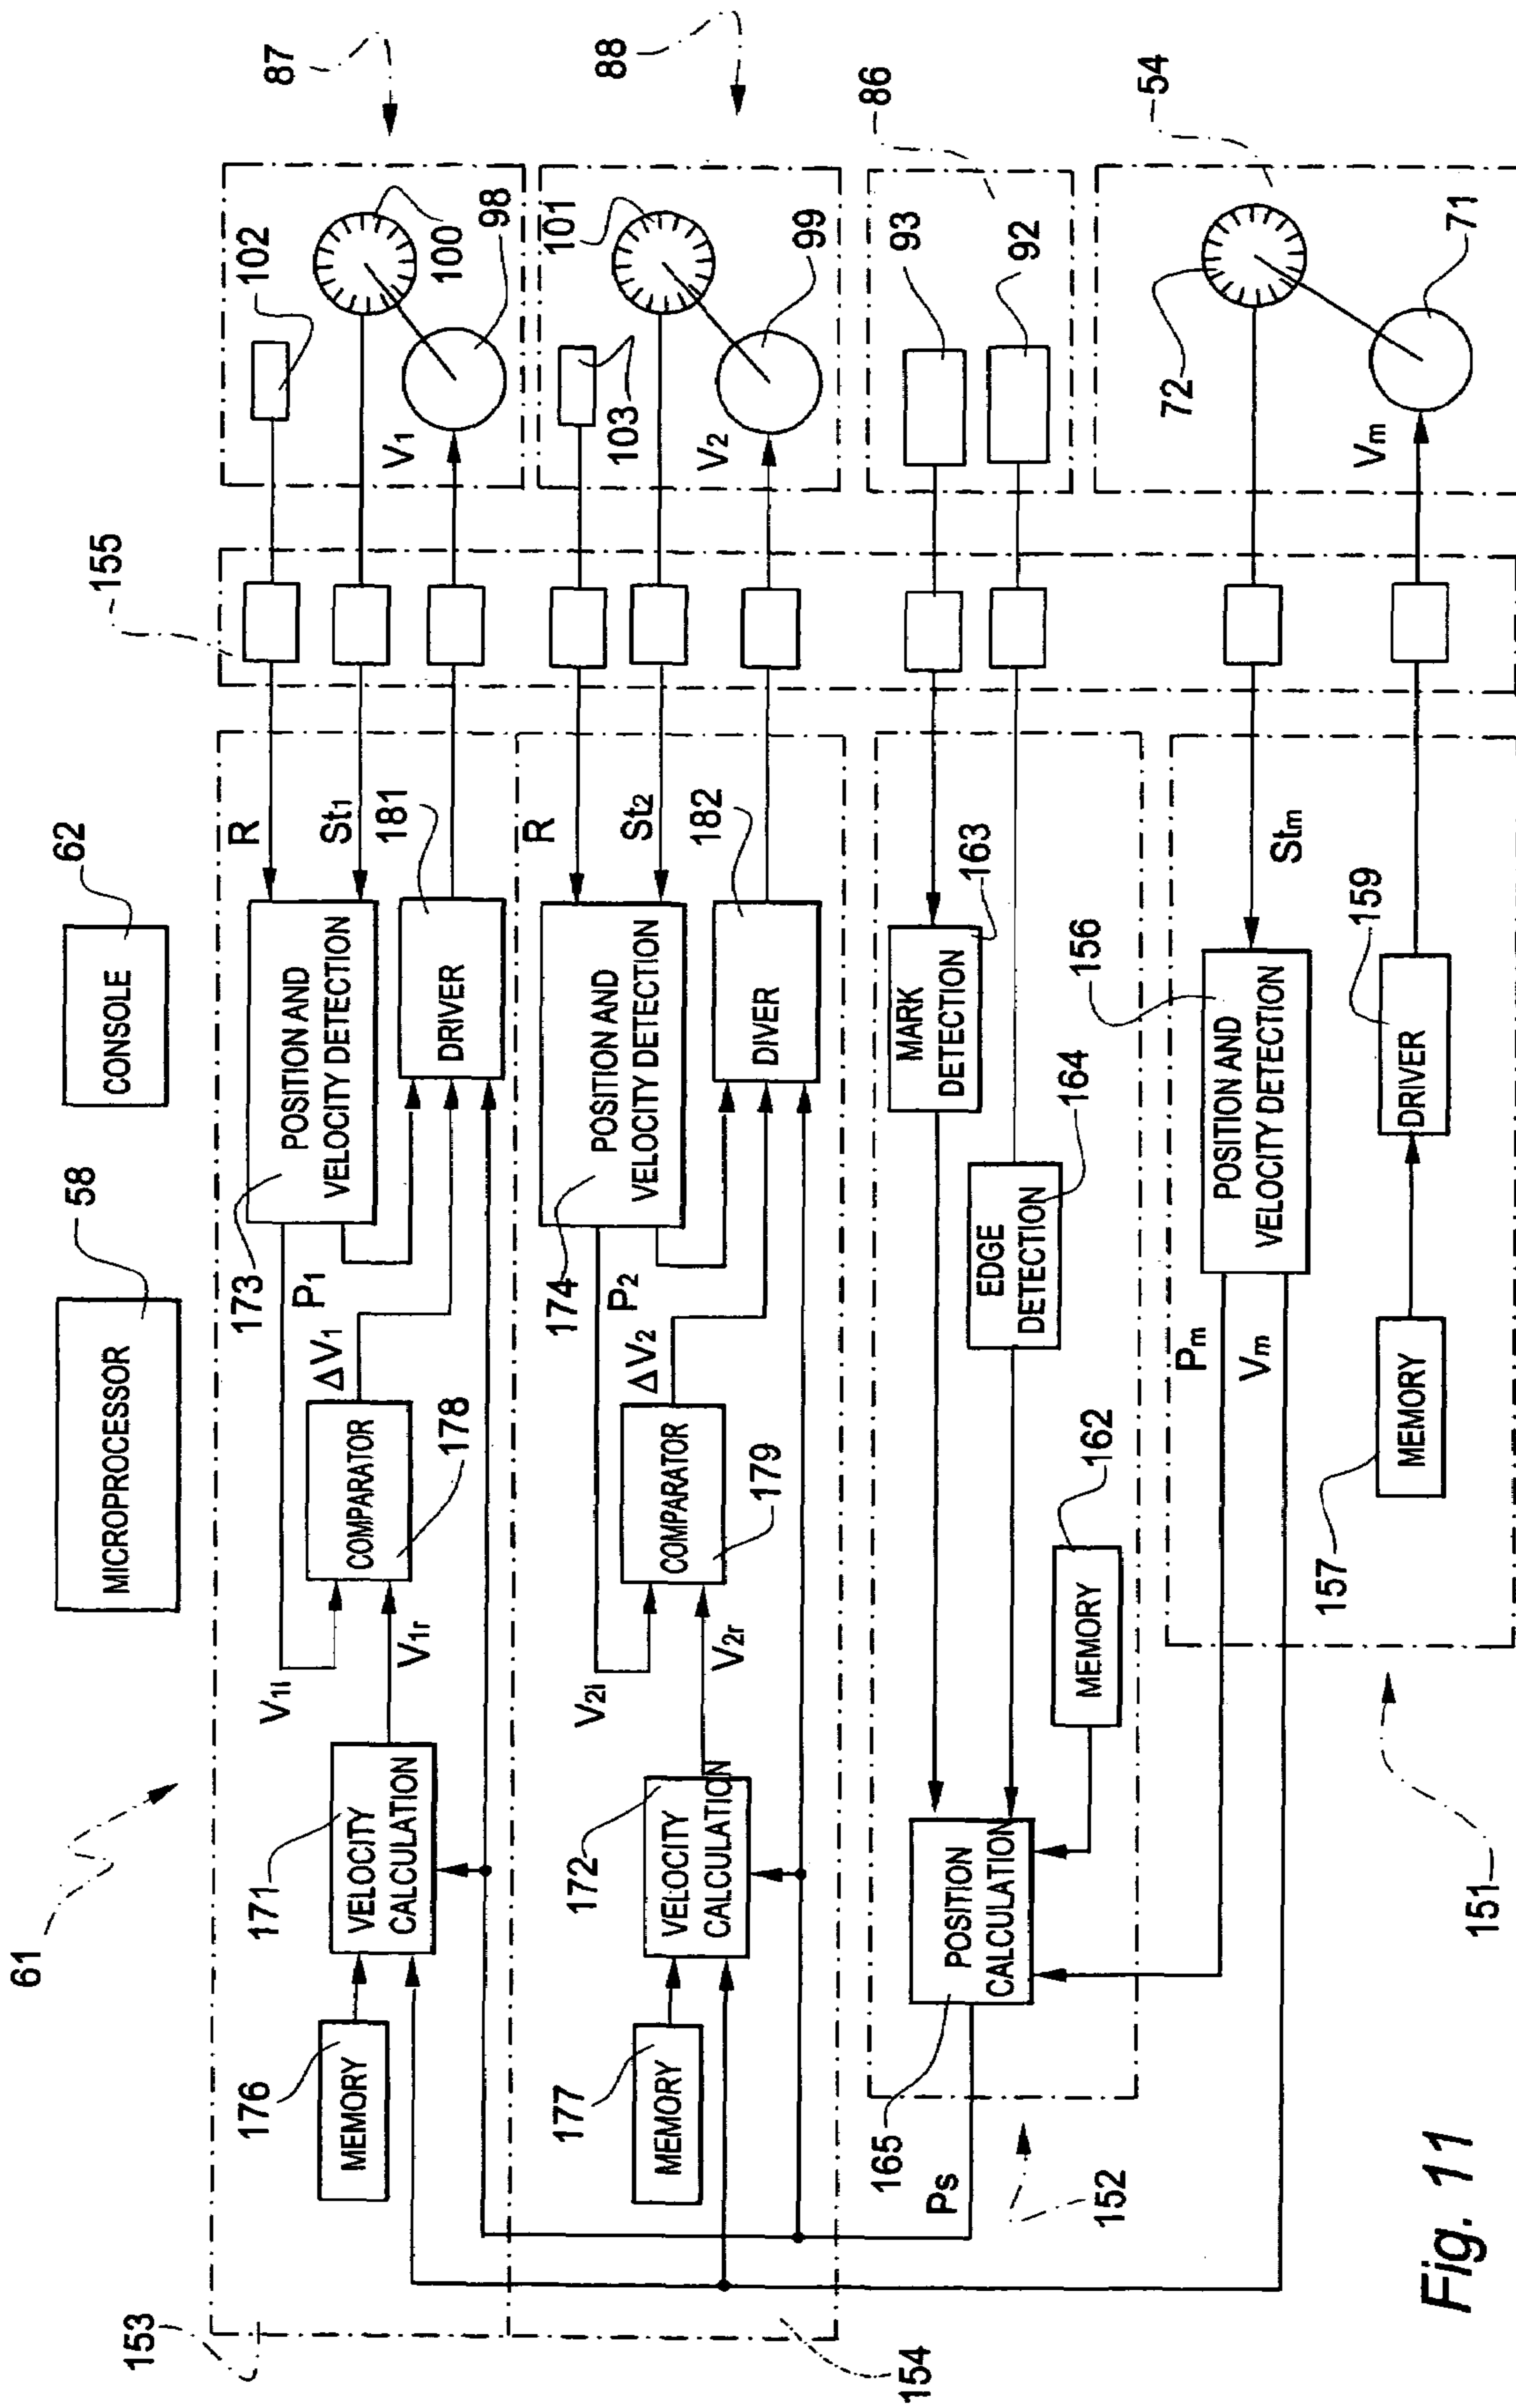 61
MICROPROCESSOR
58
CONSOLE
62
155
87
88
86
54
153
176
MEMORY
171
VELOCITY
CALCULATION
V1i
V1r
COMPARATOR
178
ΔV1
P1
173
POSITION AND
VELOCITY DETECTION
R
St1
181
DRIVER
102
100
98
V1
154
177
MEMORY
172
VELOCITY
CALCULATION
V2i
V2r
COMPARATOR
179
ΔV2
P2
174
POSITION AND
VELOCITY DETECTION
R
St2
182
DIVER
103
101
99
V2
152
165
Ps
POSITION
CALCULATION
MEMORY
162
EDGE
DETECTION
164
MARK
DETECTION
163
93
92
151
Pm
Vm
157
MEMORY
156
POSITION AND
VELOCITY DETECTION
Stm
159
DRIVER
72
71
Vm
Fig. 11